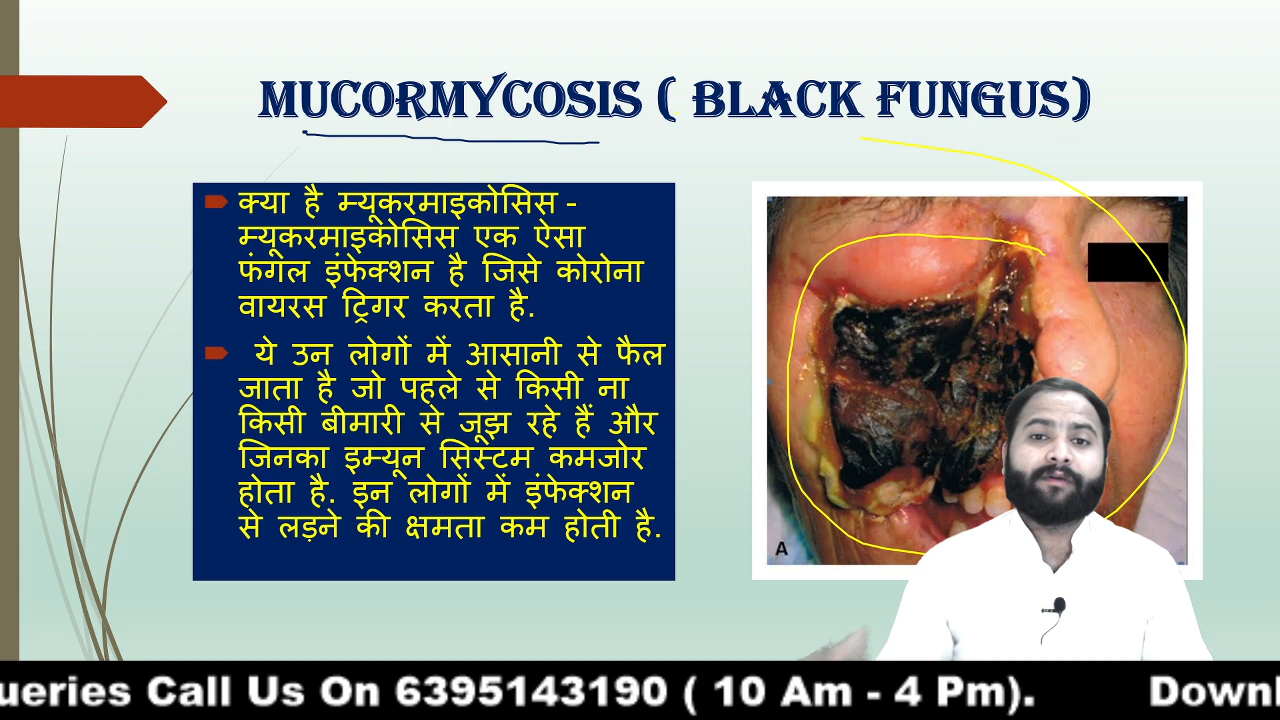 MUCORMYCOSIS ( BLACK FUNGUS)
क्या है म्यूकरमाइकोसिस -
म्यूकरमाइकोसिस एक ऐसा
फंगल इंफेक्शन है जिसे कोरोना
वायरस ट्रिगर करता है.
ये उन लोगों में आसानी से फैल
जाता है जो पहले से किसी ना
किसी बीमारी से जूझ रहे हैं और
जिनका इम्यून सिस्टम कमजोर
होता है. इन लोगों में इंफेक्शन
से लड़ने की क्षमता कम होती है.
A
ueries Call Us On 6395143190 ( 10 Am - 4 Pm). Downl